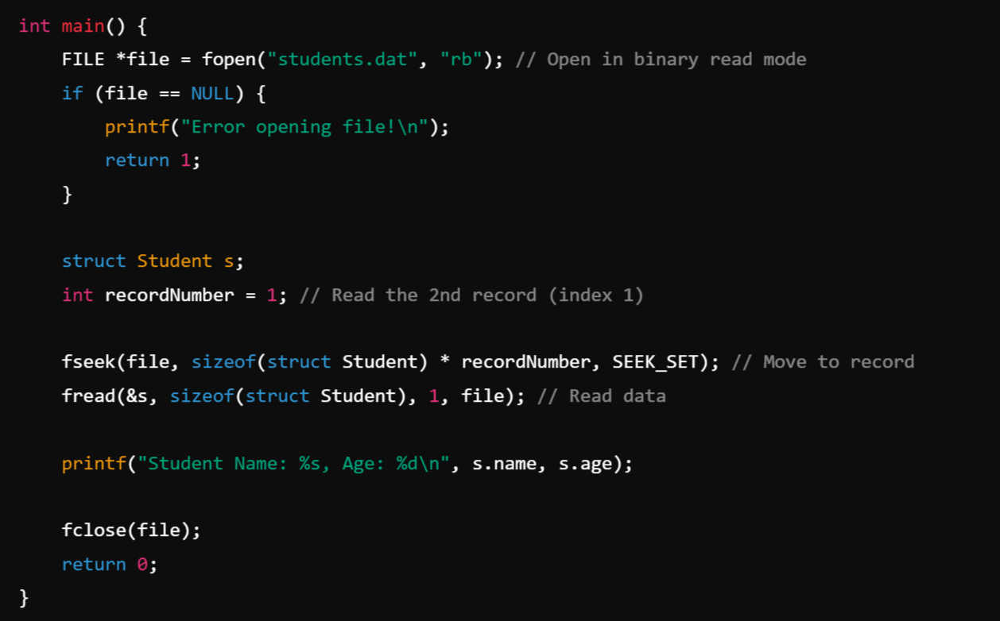 int main() {
    FILE *file = fopen("students.dat", "rb"); // Open in binary read mode
    if (file == NULL) {
        printf("Error opening file!\n");
        return 1;
    }
    struct Student s;
    int recordNumber = 1; // Read the 2nd record (index 1)
    fseek(file, sizeof(struct Student) * recordNumber, SEEK_SET); // Move to record
    fread(&s, sizeof(struct Student), 1, file); // Read data
    printf("Student Name: %s, Age: %d\n", s.name, s.age);
    fclose(file);
    return 0;
}